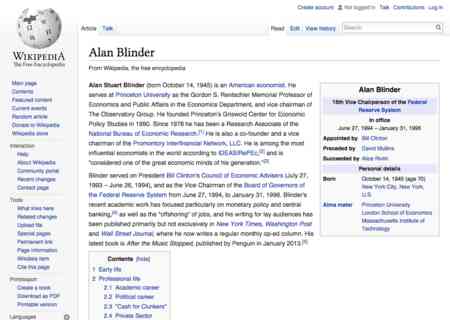 Create account Not logged in Talk Contributions Log in
Article Talk Read Edit View history Search
WIKIPEDIA
The Free Encyclopedia
Main page
Contents
Featured content
Current events
Random article
Donate to Wikipedia
Wikipedia store
Interaction
Help
About Wikipedia
Community portal
Recent changes
Contact page
Tools
What links here
Related changes
Upload file
Special pages
Permanent link
Page information
Wikidata item
Cite this page
Print/export
Create a book
Download as PDF
Printable version
Languages
Alan Blinder
From Wikipedia, the free encyclopedia
Alan Stuart Blinder (born October 14, 1945) is an American economist. He
serves at Princeton University as the Gordon S. Rentschler Memorial Professor
of Economics and Public Affairs in the Economics Department, and vice chairman of
The Observatory Group. He founded Princeton's Griswold Center for Economic
Policy Studies in 1990. Since 1978 he has been a Research Associate of the
National Bureau of Economic Research.[1] He is also a co-founder and a vice
chairman of the Promontory Interfinancial Network, LLC. He is among the most
influential economists in the world according to IDEAS/RePEc,[2] and is
"considered one of the great economic minds of his generation."[3]
Blinder served on President Bill Clinton's Council of Economic Advisers (July 27,
1993 – June 26, 1994), and as the Vice Chairman of the Board of Governors of
the Federal Reserve System from June 27, 1994, to January 31, 1996. Blinder's
recent academic work has focused particularly on monetary policy and central
banking,[4] as well as the "offshoring" of jobs, and his writing for lay audiences has
been published primarily but not exclusively in New York Times, Washington Post
and Wall Street Journal, where he now writes a regular monthly op-ed column. His
latest book is After the Music Stopped, published by Penguin in January 2013.[5]
Contents [hide]
1 Early life
2 Professional life
2.1 Academic career
2.2 Political career
2.3 "Cash for Clunkers"
2.4 Private Sector
Alan Blinder
15th Vice Chairperson of the Federal
Reserve System
In office
June 27, 1994 – January 31, 1996
Appointed by Bill Clinton
Preceded by David Mullins
Succeeded by Alice Rivlin
Personal details
Born October 14, 1945 (age 70)
New York City, New York,
U.S.
Alma mater Princeton University
London School of Economics
Massachusetts Institute of
Technology